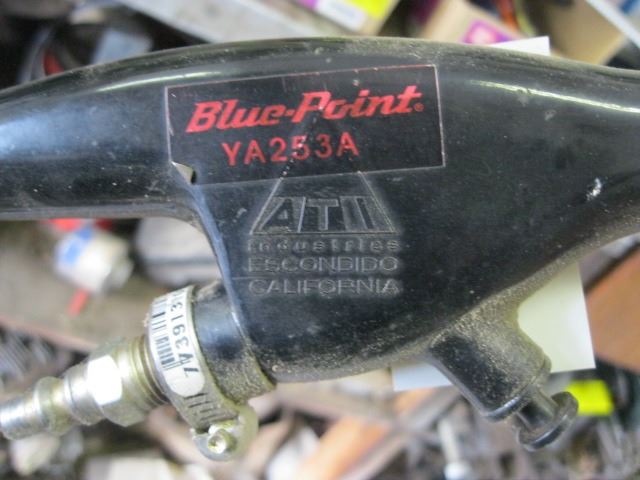 Blue-Point®
YA253A
ATI
industries
ESCONDIDO
CALIFORNIA